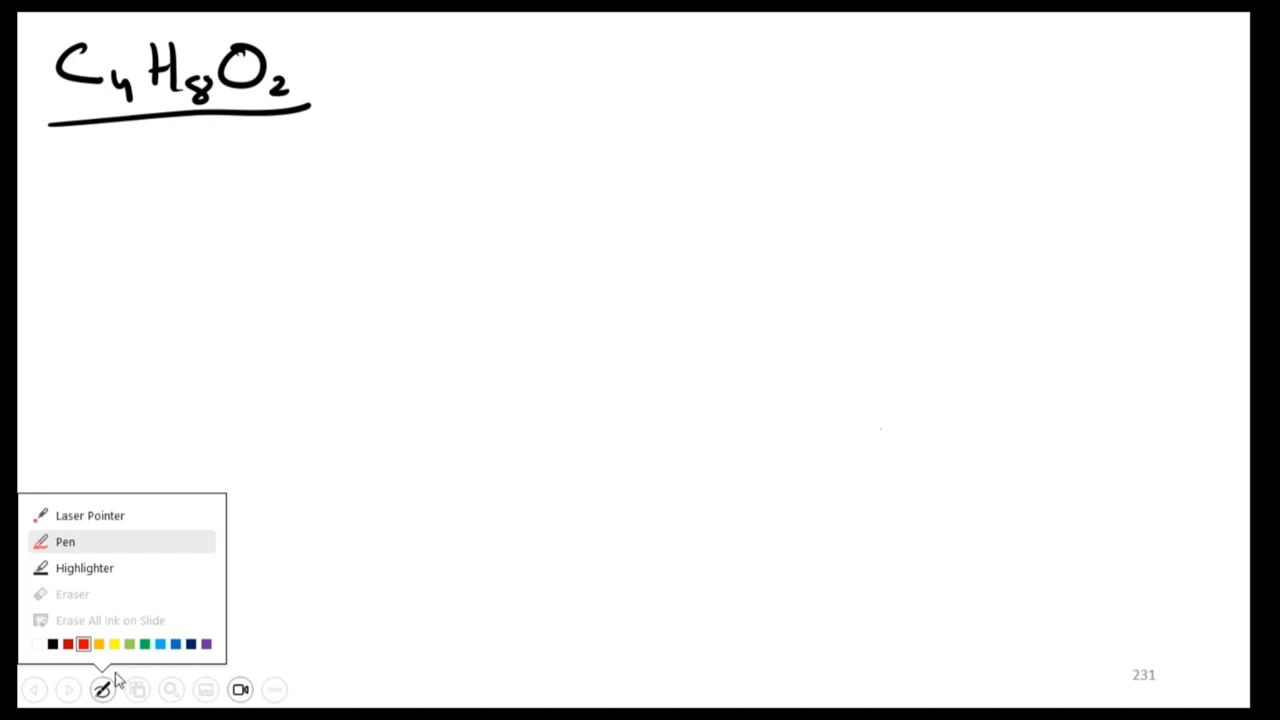 C₄H₈O₂
Laser Pointer
Pen
Highlighter
Eraser
Erase All Ink on Slide
231